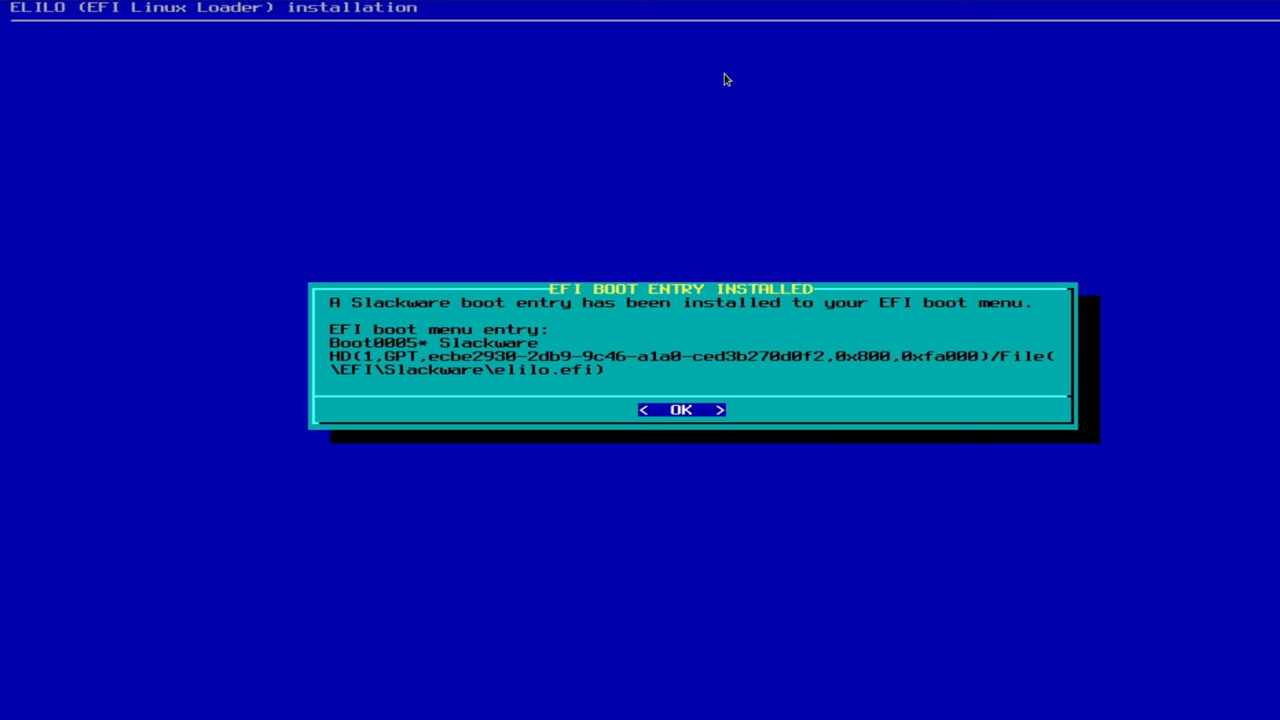 ELILO (EFI Linux Loader) installation
EFI BOOT ENTRY INSTALLED
A Slackware boot entry has been installed to your EFI boot menu.
EFI boot menu entry:
Boot0005* Slackware
HD(1,GPT,ecbe2930-2db9-9c46-a1a0-ced3b270d0f2,0x800,0xfa000)/File(
\EFI\Slackware\elilo.efi)
< OK >